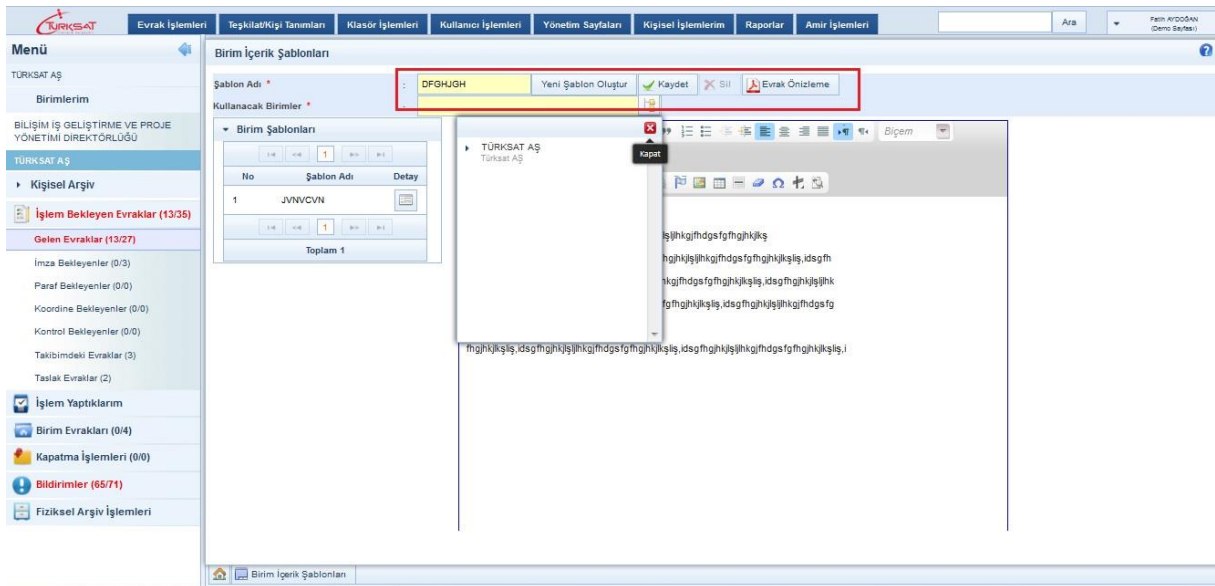 TÜRKSAT
Evrak İşlemleri Teşkilat/Kişi Tanımları Klasör İşlemleri Kullanıcı İşlemleri Yönetim Sayfaları Kişisel İşlemlerim Raporlar Amir İşlemleri Ara Fatih AYDOĞAN
(Demo Sayfası)
Menü
Birim İçerik Şablonları
TÜRKSAT AŞ
Şablon Adı * : DFGHJGH Yeni Şablon Oluştur Kaydet Sil Evrak Önizleme
Birimlerim
Kullanacak Birimler * :
BİLİŞİM İŞ GELİŞTİRME VE PROJE
YÖNETİMİ DİREKTÖRLÜĞÜ
Birim Şablonları
Biçem
TÜRKSAT AŞ
Türksat AŞ
Kapat
TÜRKSAT AŞ
1
Kişisel Arşiv
No Şablon Adı Detay
1 JVNVCVN
İşlem Bekleyen Evraklar (13/35)
1
Gelen Evraklar (13/27)
Toplam 1
İmza Bekleyenler (0/3)
Paraf Bekleyenler (0/0)
Koordine Bekleyenler (0/0)
Kontrol Bekleyenler (0/0)
Takibimdeki Evraklar (3)
Taslak Evraklar (2)
İşlem Yaptıklarım
Birim Evrakları (0/4)
Kapatma İşlemleri (0/0)
Bildirimler (65/71)
Fiziksel Arşiv İşlemleri
Birim İçerik Şablonları